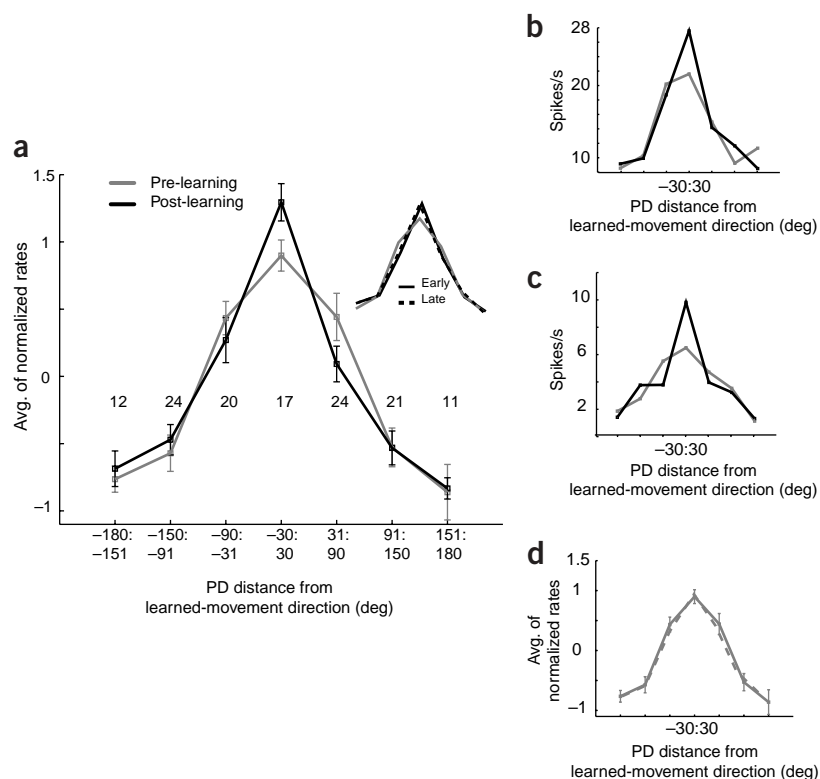 a
1.5
1
0
–1
Avg. of normalized rates
Pre-learning
Post-learning
Early
Late
12 24 20 17 24 21 11
–180: –150: –90: –30: 31: 91: 151:
–151 –91 –31 30 90 150 180
PD distance from
learned-movement direction (deg)
b
28
20
10
Spikes/s
–30:30
PD distance from
learned-movement direction (deg)
c
10
6
2
Spikes/s
–30:30
PD distance from
learned-movement direction (deg)
d
1.5
1
0
–1
Avg. of
normalized rates
–30:30
PD distance from
learned-movement direction (deg)